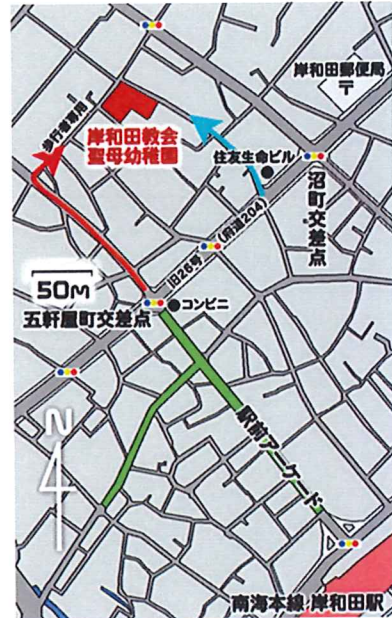 岸和田郵便局
〒
歩行者専用
岸和田教会
聖母幼稚園
住友生命ビル
沼町交差点
旧26号 (府道204)
50M
コンビニ
五軒屋町交差点
N
駅前アーケード
南海本線 岸和田駅